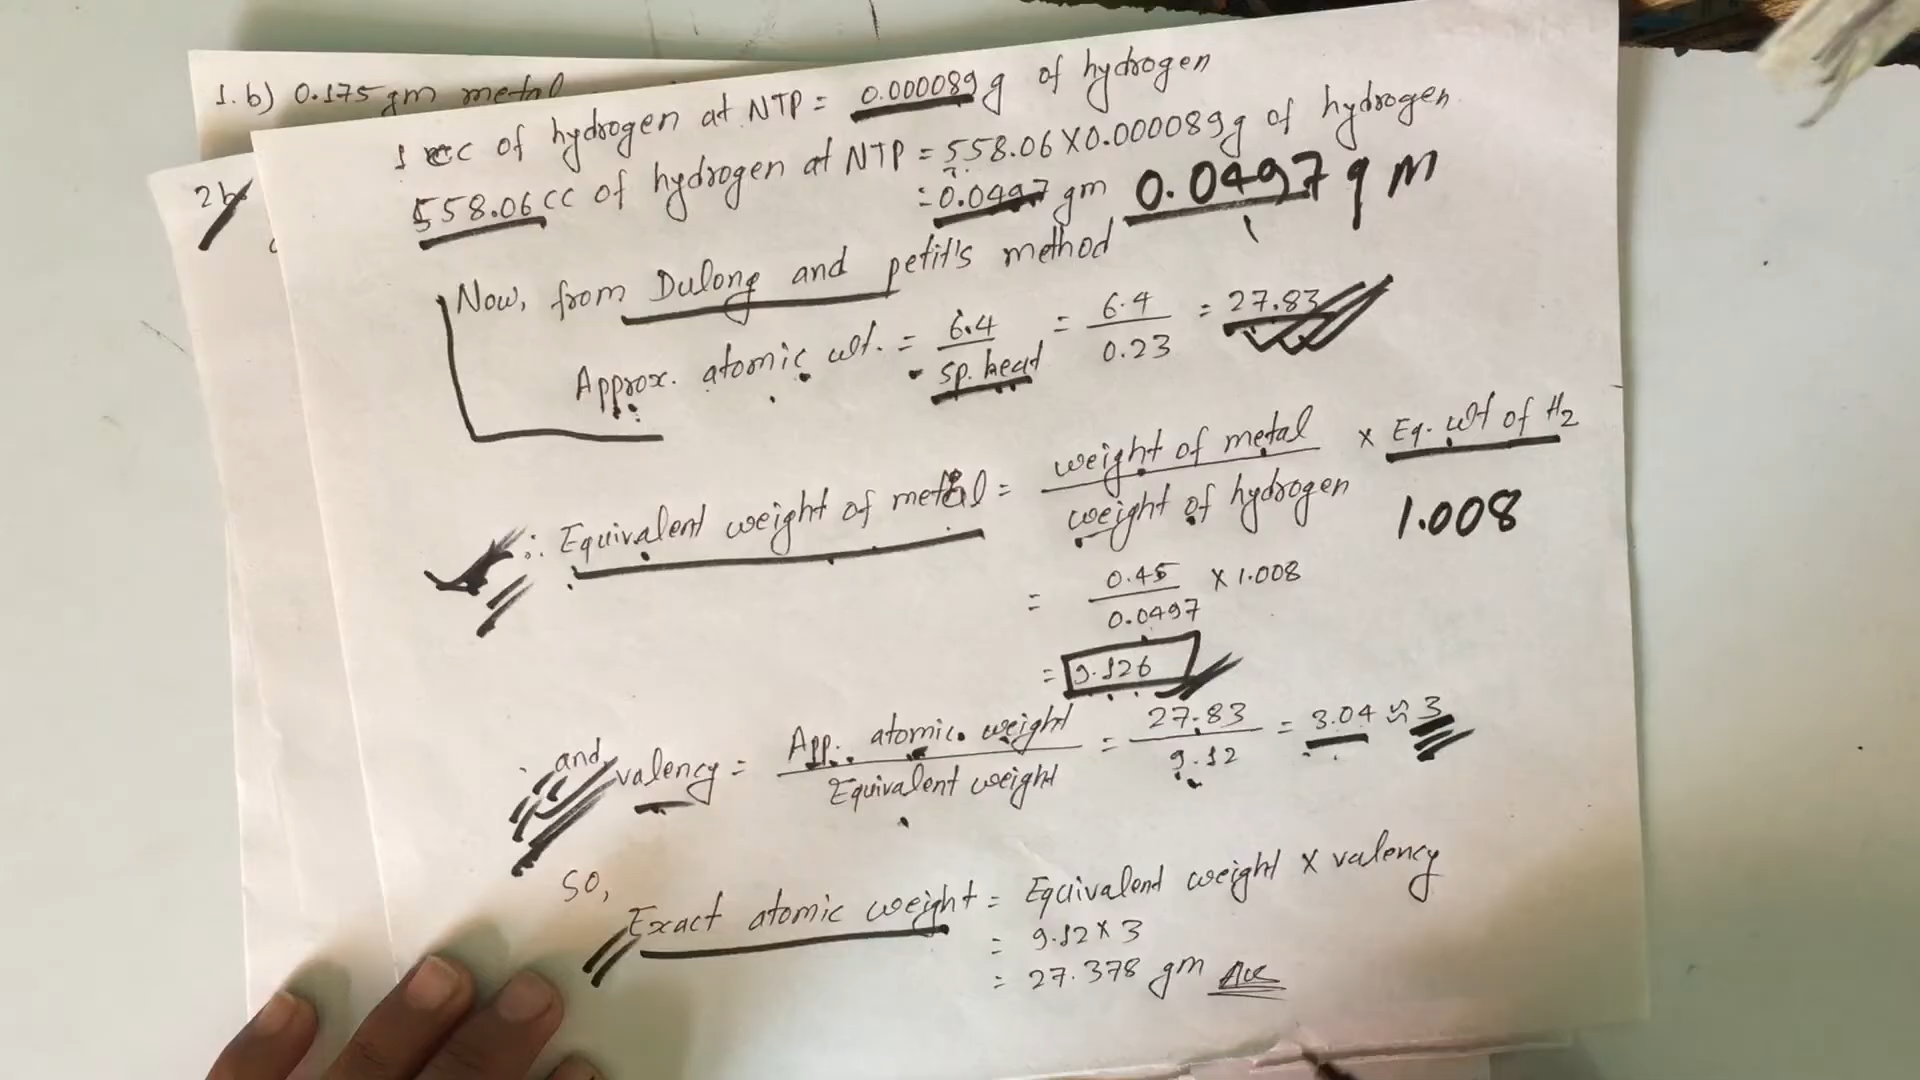 1.b) 0.175 gm metal
2b
1 cc of hydrogen at NTP = 0.000089 g of hydrogen
558.06 cc of hydrogen at NTP = 558.06 X 0.000089 g of hydrogen
= 0.0497 gm 0.0497 g m
Now, from Dulong and petit's method
Approx. atomic wt. = 6.4 / sp. heat = 6.4 / 0.23 = 27.83
∴ Equivalent weight of metal = weight of metal / weight of hydrogen x Eq. wt of H2
1.008
= 0.45 / 0.0497 X 1.008
= 9.126
and valency = App. atomic weight / Equivalent weight = 27.83 / 9.12 = 3.04 ≈ 3
so,
Exact atomic weight = Equivalent weight X valency
= 9.12 X 3
= 27.378 gm